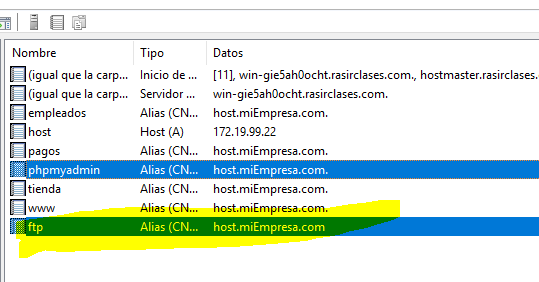 Nombre Tipo Datos
(igual que la carp... Inicio de ... [11], win-gie5ah0ocht.rasirclases.com., hostmaster.rasirclases.
(igual que la carp... Servidor ... win-gie5ah0ocht.rasirclases.com.
empleados Alias (CN... host.miEmpresa.com.
host Host (A) 172.19.99.22
pagos Alias (CN... host.miEmpresa.com.
phpmyadmin Alias (CN... host.miEmpresa.com.
tienda Alias (CN... host.miEmpresa.com.
www Alias (CN... host.miEmpresa.com.
ftp Alias (CN... host.miEmpresa.com